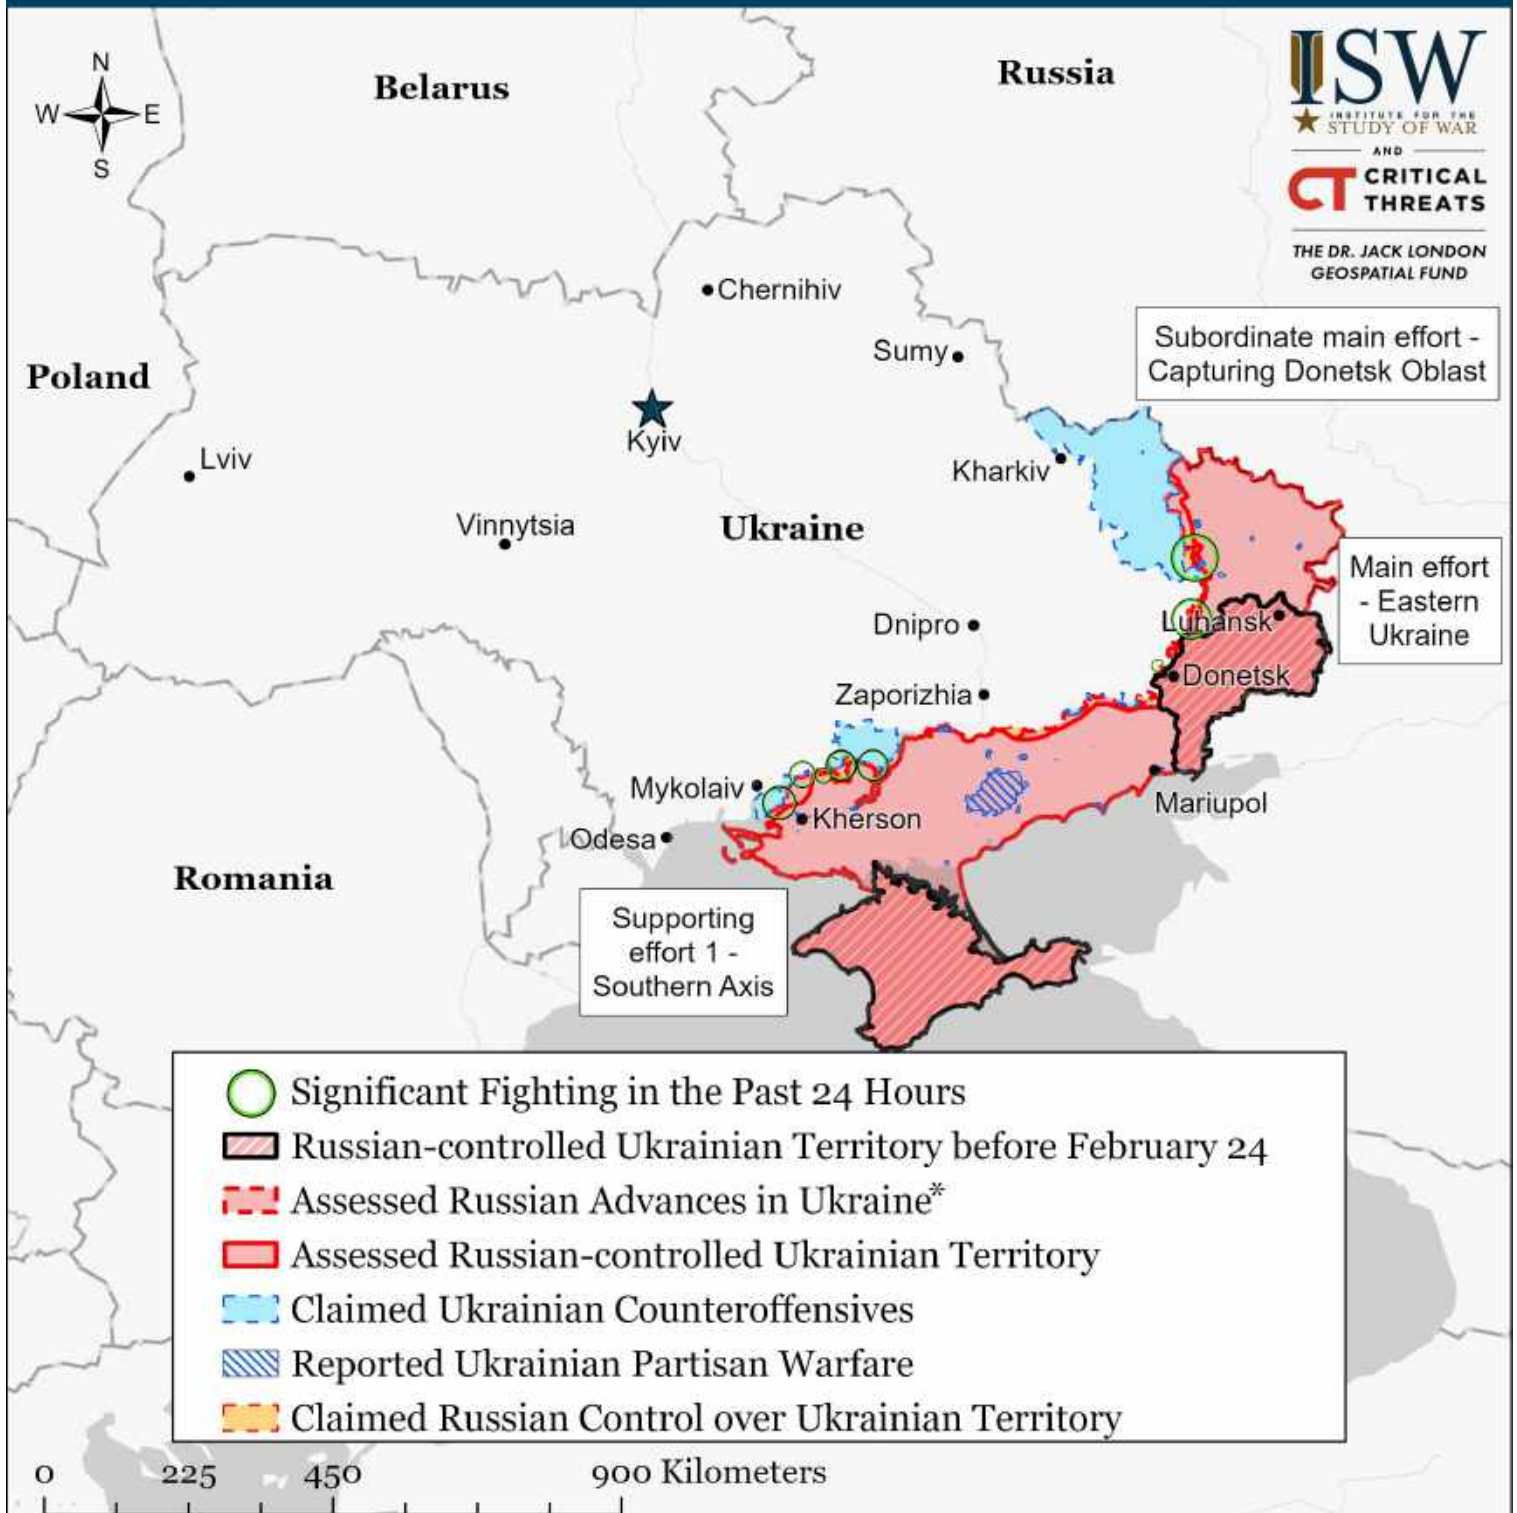 N
W
E
S
Belarus
Russia
ISW
INSTITUTE FOR THE
STUDY OF WAR
AND
CT CRITICAL
THREATS
THE DR. JACK LONDON
GEOSPATIAL FUND
Chernihiv
Subordinate main effort -
Capturing Donetsk Oblast
Sumy
Poland
Kyiv
Lviv
Kharkiv
Vinnytsia
Ukraine
Main effort
- Eastern
Ukraine
Dnipro
Luhansk
Donetsk
Zaporizhia
Mykolaiv
Mariupol
Kherson
Odesa
Romania
Supporting
effort 1 -
Southern Axis
Significant Fighting in the Past 24 Hours
Russian-controlled Ukrainian Territory before February 24
Assessed Russian Advances in Ukraine*
Assessed Russian-controlled Ukrainian Territory
Claimed Ukrainian Counteroffensives
Reported Ukrainian Partisan Warfare
Claimed Russian Control over Ukrainian Territory
0 225 450 900 Kilometers